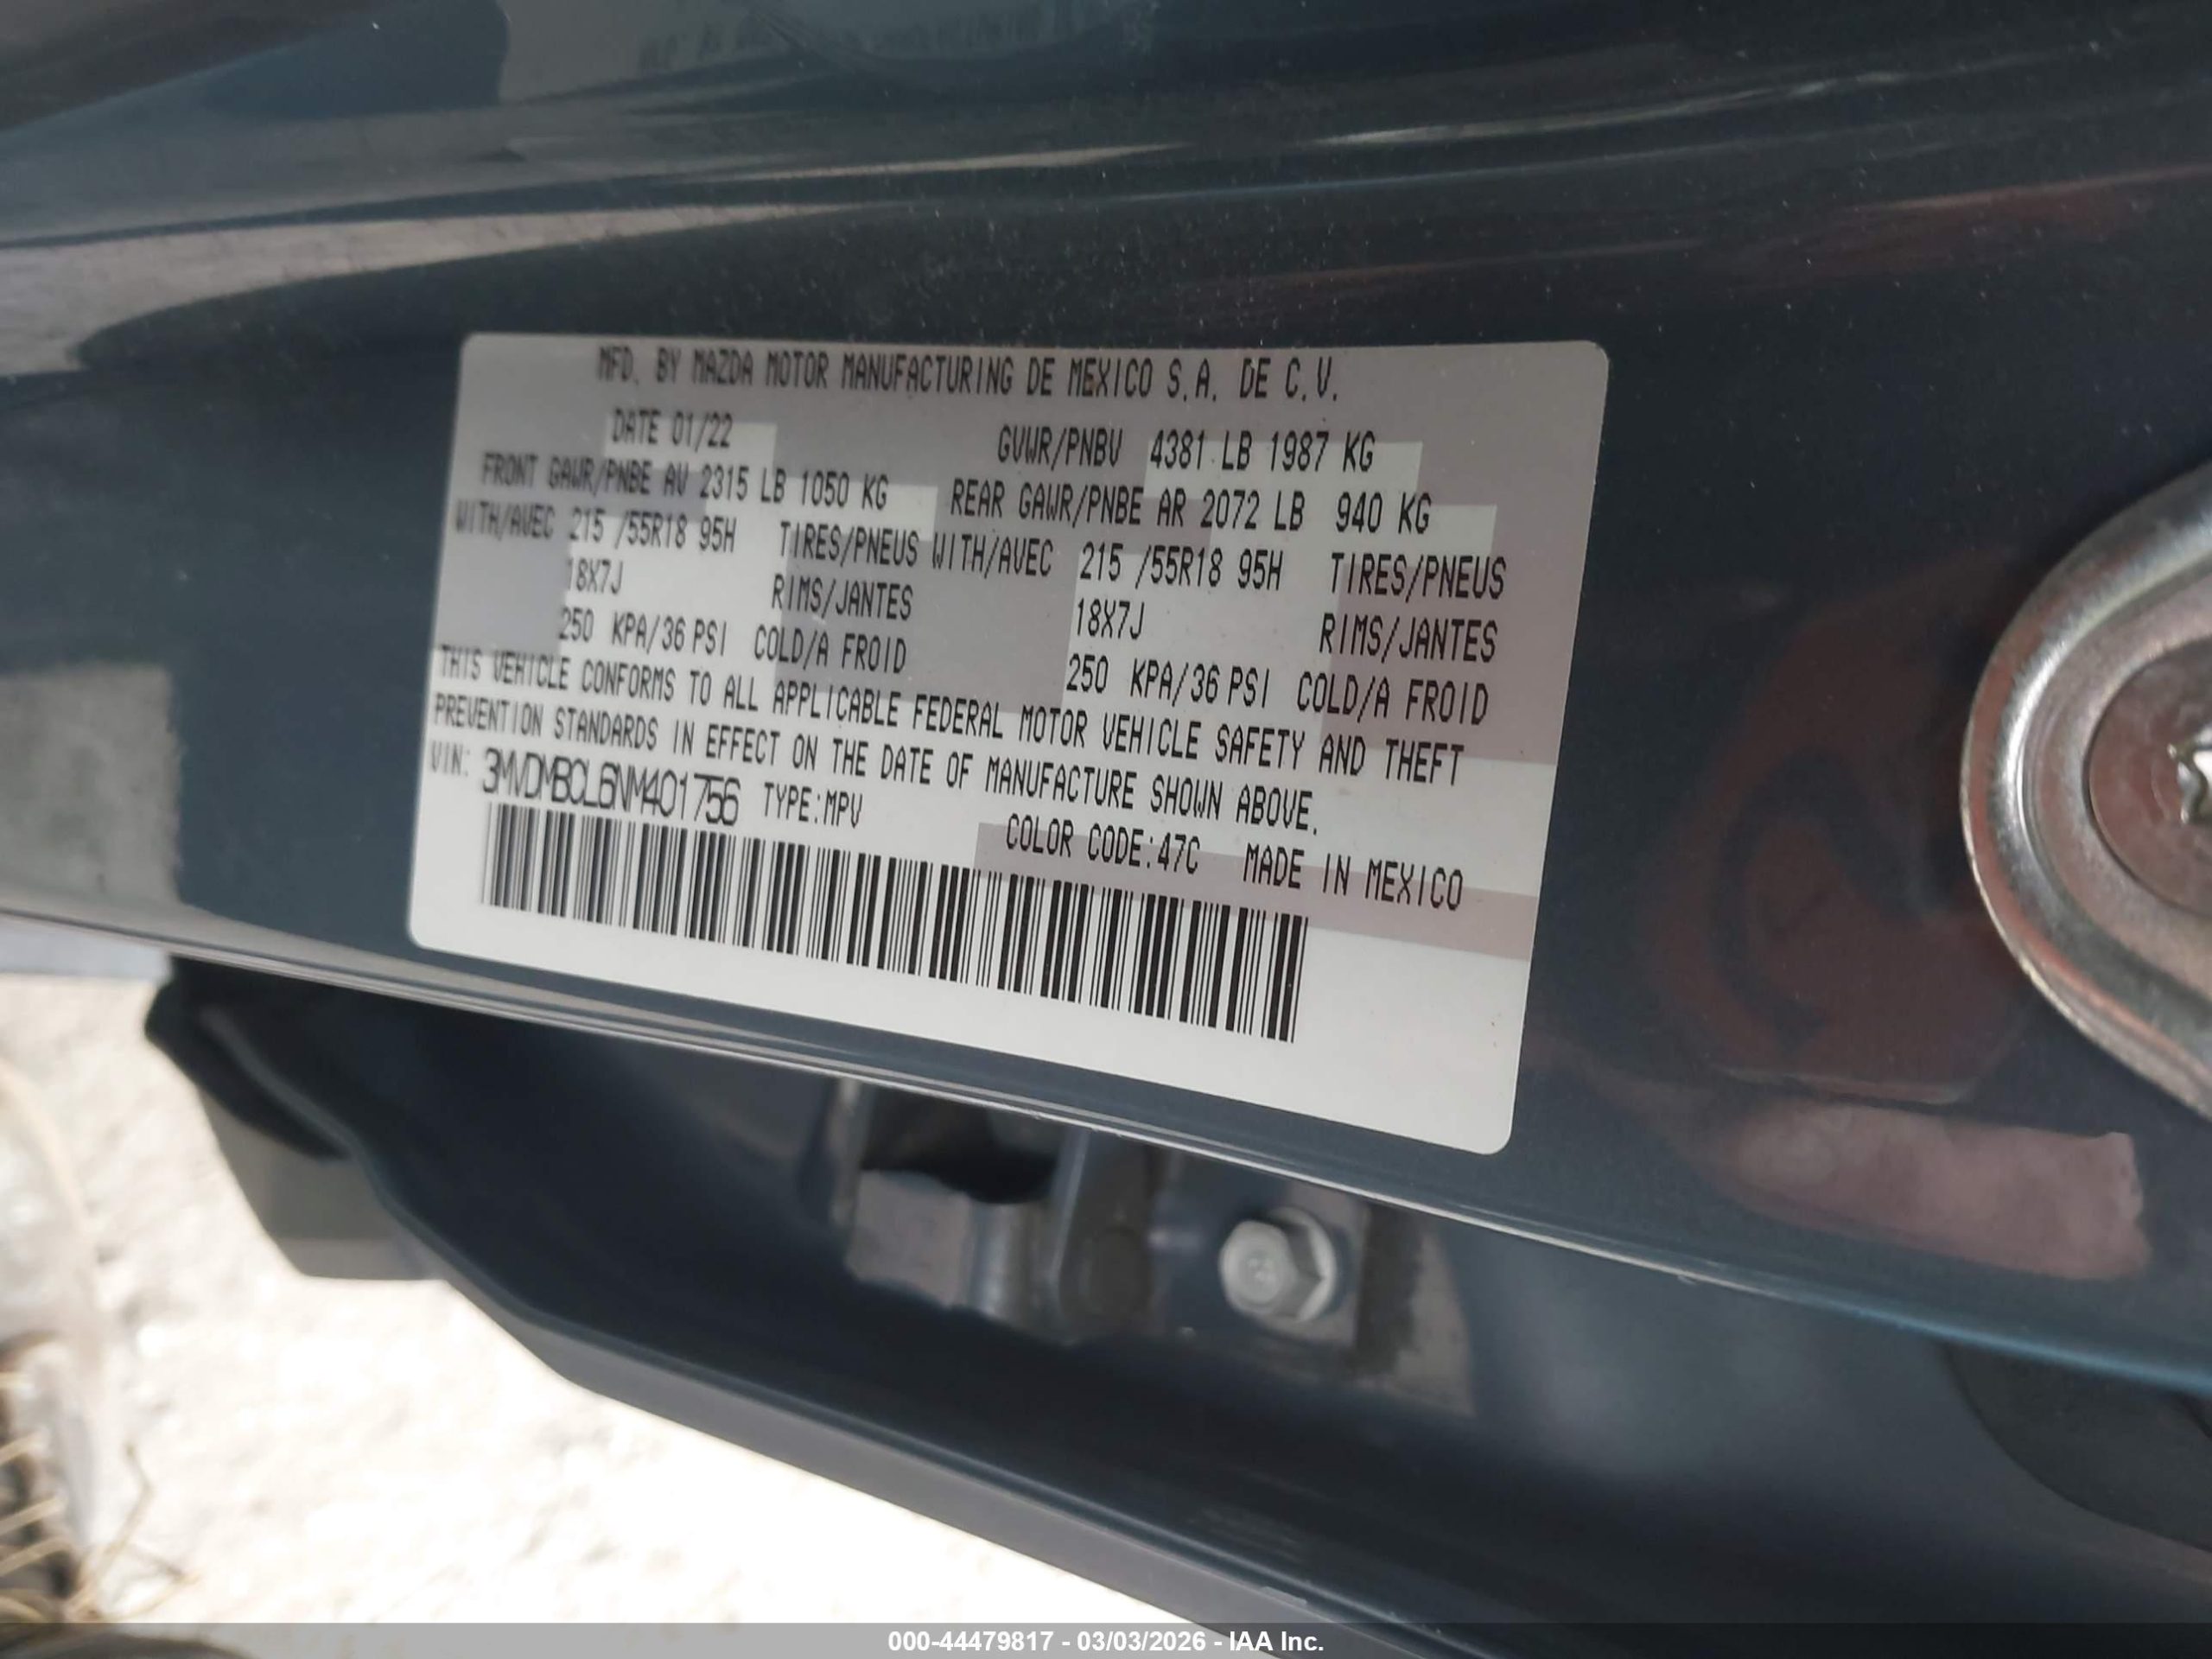 MFD. BY MAZDA MOTOR MANUFACTURING DE MEXICO S.A. DE C.V.
DATE 01/22 GVWR/PNBV 4381 LB 1987 KG
FRONT GAWR/PNBE AV 2315 LB 1050 KG REAR GAWR/PNBE AR 2072 LB 940 KG
WITH/AVEC 215 /55R18 95H TIRES/PNEUS WITH/AVEC 215 /55R18 95H TIRES/PNEUS
18X7J RIMS/JANTES 18X7J RIMS/JANTES
250 KPA/36 PSI COLD/A FROID 250 KPA/36 PSI COLD/A FROID
THIS VEHICLE CONFORMS TO ALL APPLICABLE FEDERAL MOTOR VEHICLE SAFETY AND THEFT
PREVENTION STANDARDS IN EFFECT ON THE DATE OF MANUFACTURE SHOWN ABOVE.
VIN: 3MVDMBCL6NM401756 TYPE:MPV COLOR CODE:47C MADE IN MEXICO
000-44479817 - 03/03/2026 - IAA Inc.